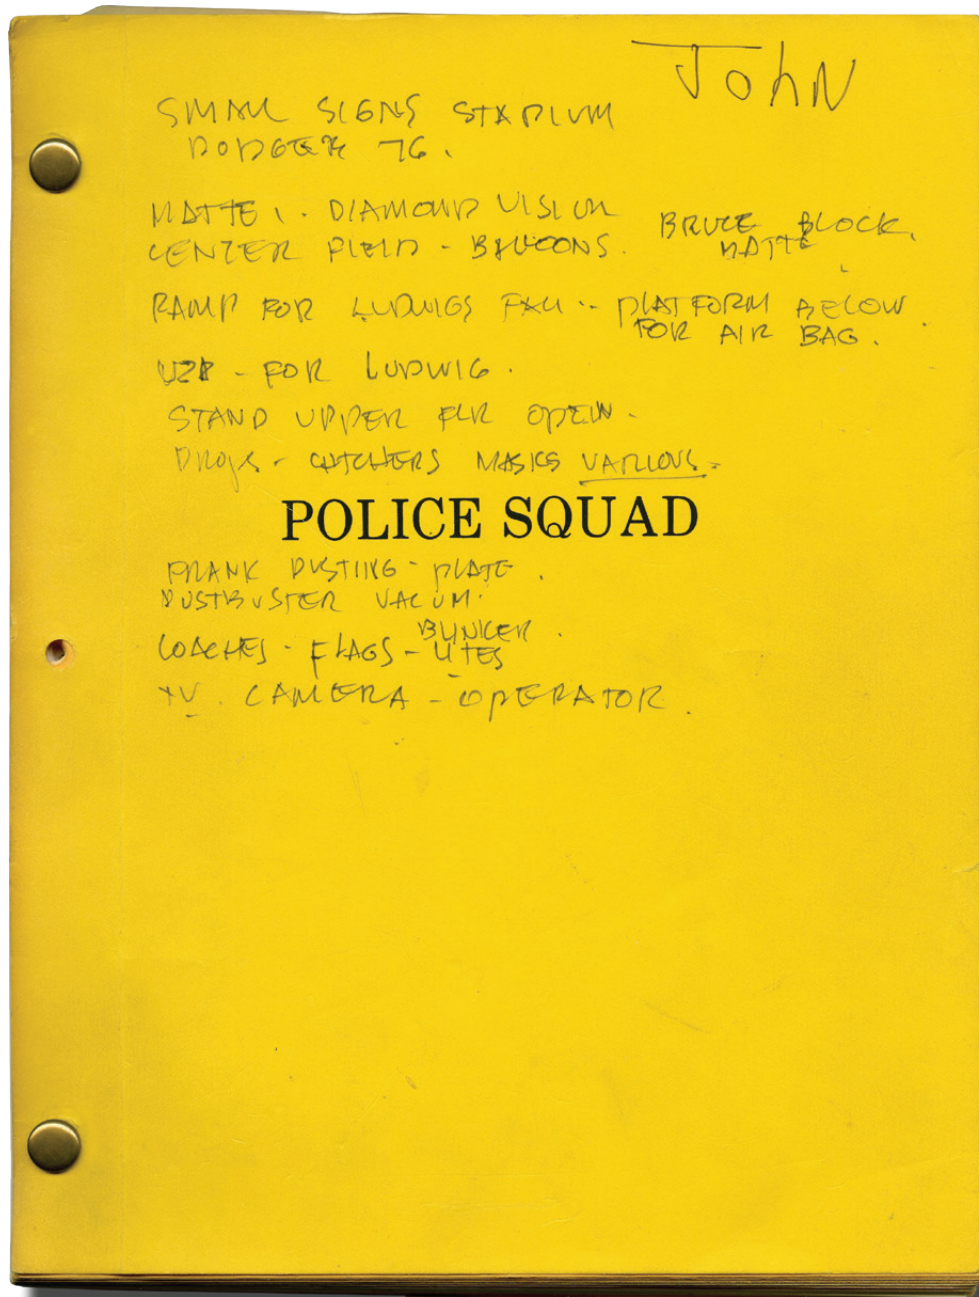 JOHN
SMALL SIGNS STADIUM
DODGER 76.
MATTE 1. DIAMOND VISION
CENTER FIELD - BALLOONS.
BRUCE BLOCK.
MATTE
RAMP FOR LUDWIGS FALL -- PLATFORM BELOW
FOR AIR BAG.
UZI - FOR LUDWIG.
STAND UPPER FLR OPEN -
PROPS - CATCHERS MASKS VARIOUS -
POLICE SQUAD
FRANK DUSTING - PLATE.
DUSTBUSTER VACUM.
COACHES - FLAGS - BUNKER.
TV. CAMERA - OPERATOR.